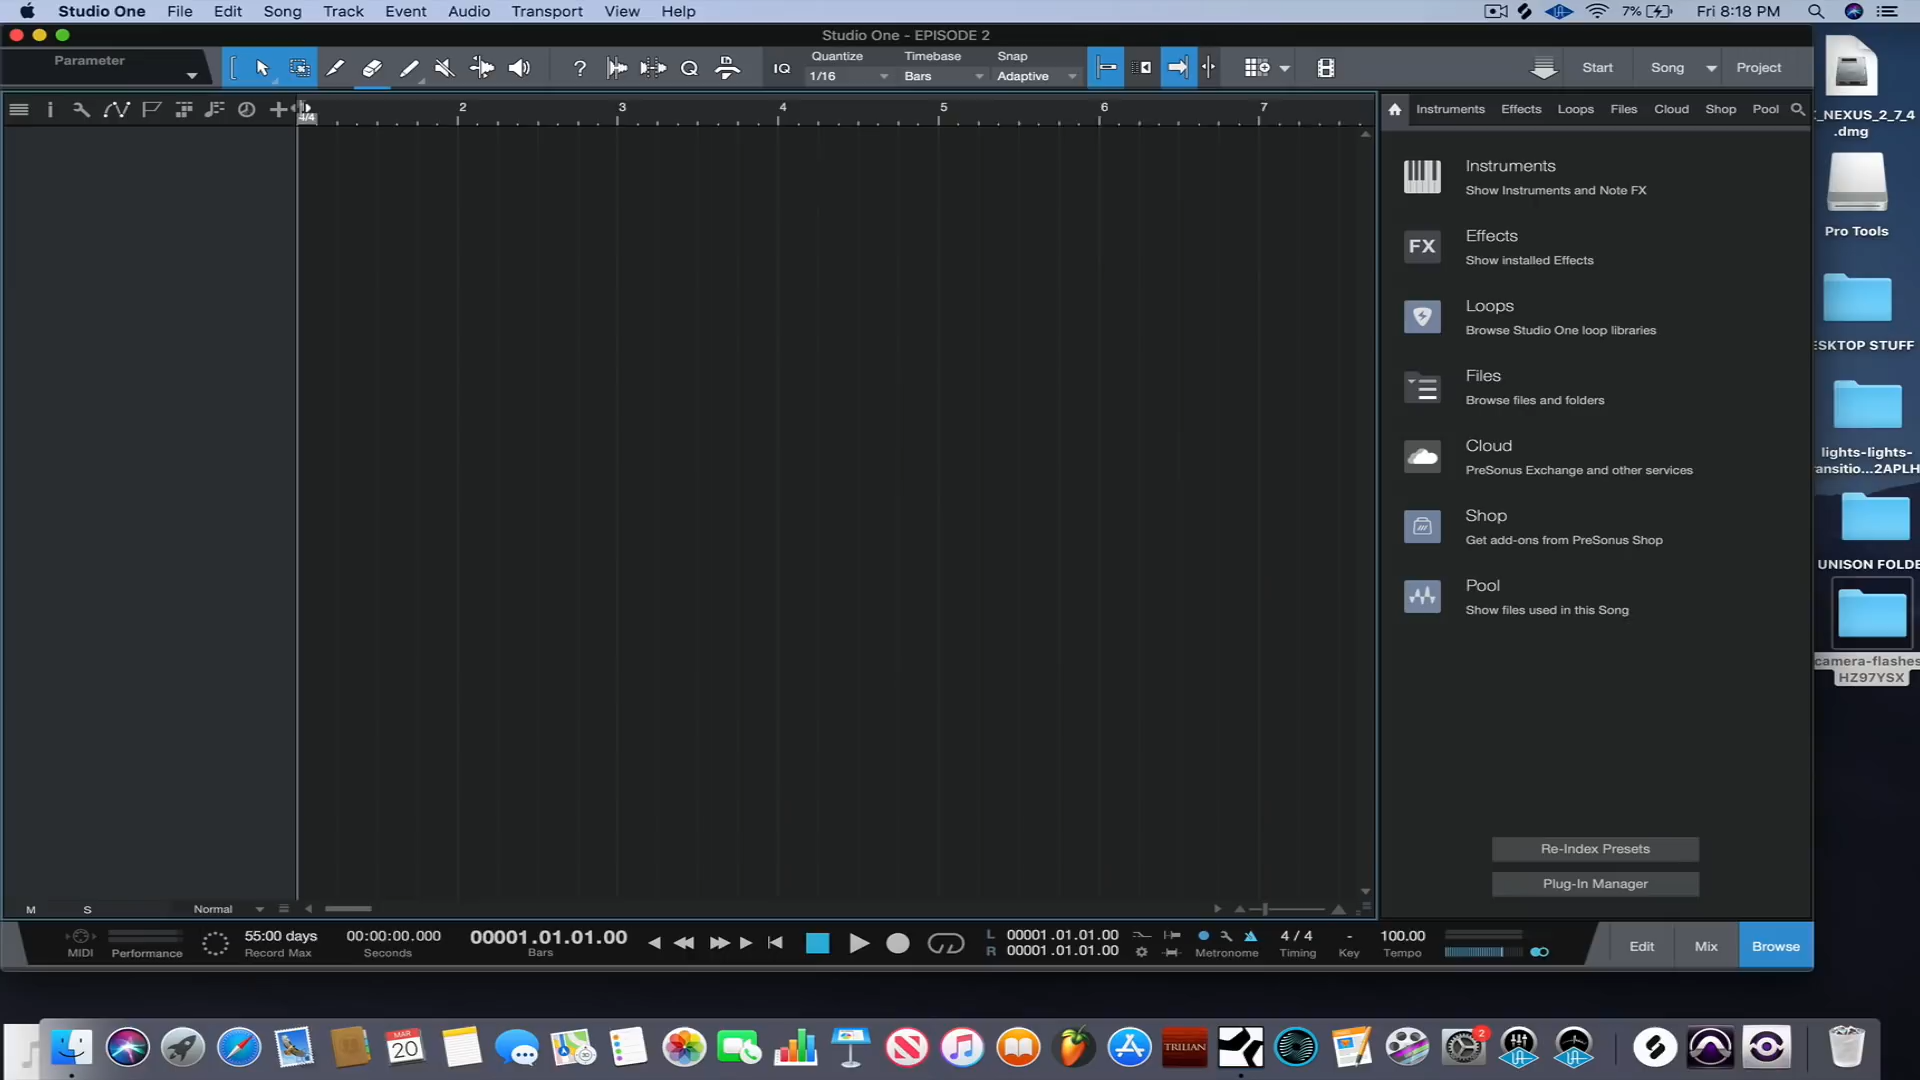 Studio One File Edit Song Track Event Audio Transport View Help 7% Fri 8:18 PM
Studio One - EPISODE 2
Parameter
IQ
Quantize Timebase Snap
1/16 Bars Adaptive
Start Song Project
2 3 4 5 6 7
4/4
Instruments Effects Loops Files Cloud Shop Pool
Instruments
Show Instruments and Note FX
FX
Effects
Show installed Effects
Loops
Browse Studio One loop libraries
Files
Browse files and folders
Cloud
PreSonus Exchange and other services
Shop
Get add-ons from PreSonus Shop
Pool
Show files used in this Song
Re-Index Presets
Plug-In Manager
_NEXUS_2_7_4
.dmg
Pro Tools
ESKTOP STUFF
lights-lights-
ansitio...2APLH
UNISON FOLDE
camera-flashes
HZ97YSX
M S Normal
MIDI Performance
55:00 days
Record Max
00:00:00.000
Seconds
00001.01.01.00
Bars
L 00001.01.01.00
R 00001.01.01.00
Metronome
4 / 4
Timing
-
Key
100.00
Tempo
Edit Mix Browse
MAR
20
TRILIAN
2